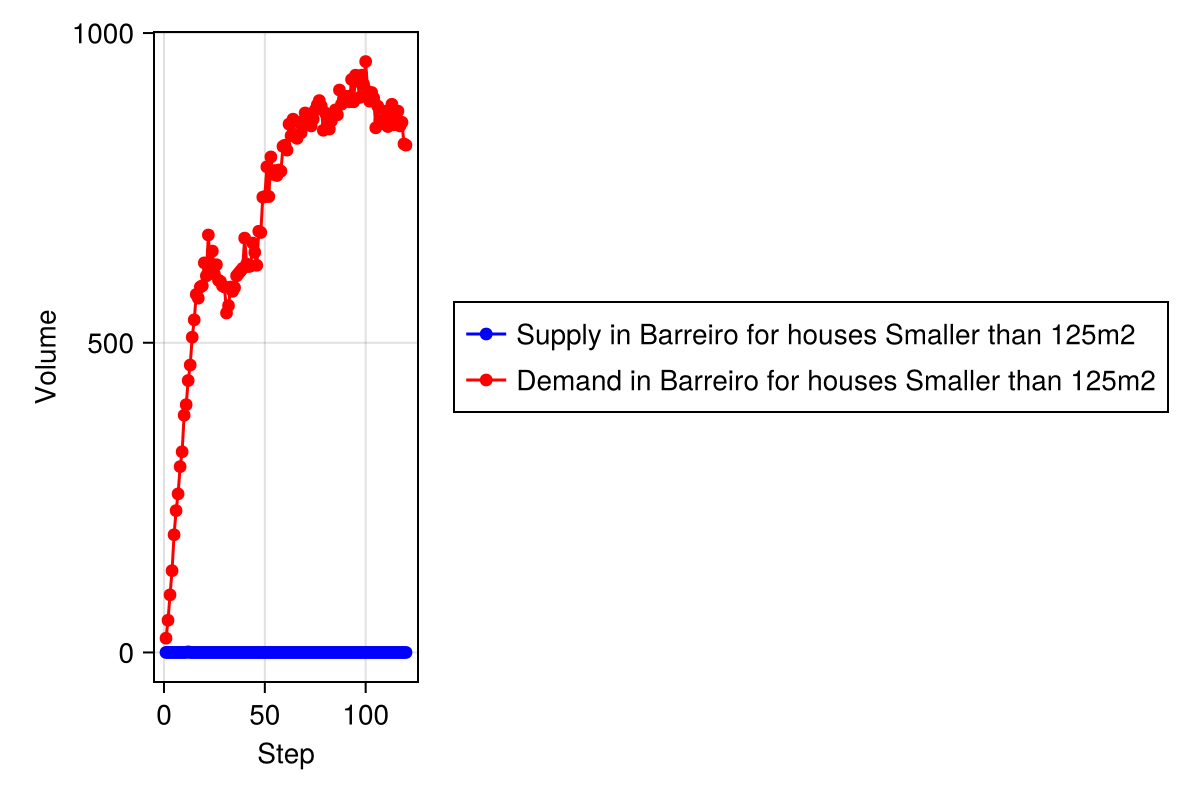 1000
500
0
Volume
0 50 100
Step
Supply in Barreiro for houses Smaller than 125m2
Demand in Barreiro for houses Smaller than 125m2